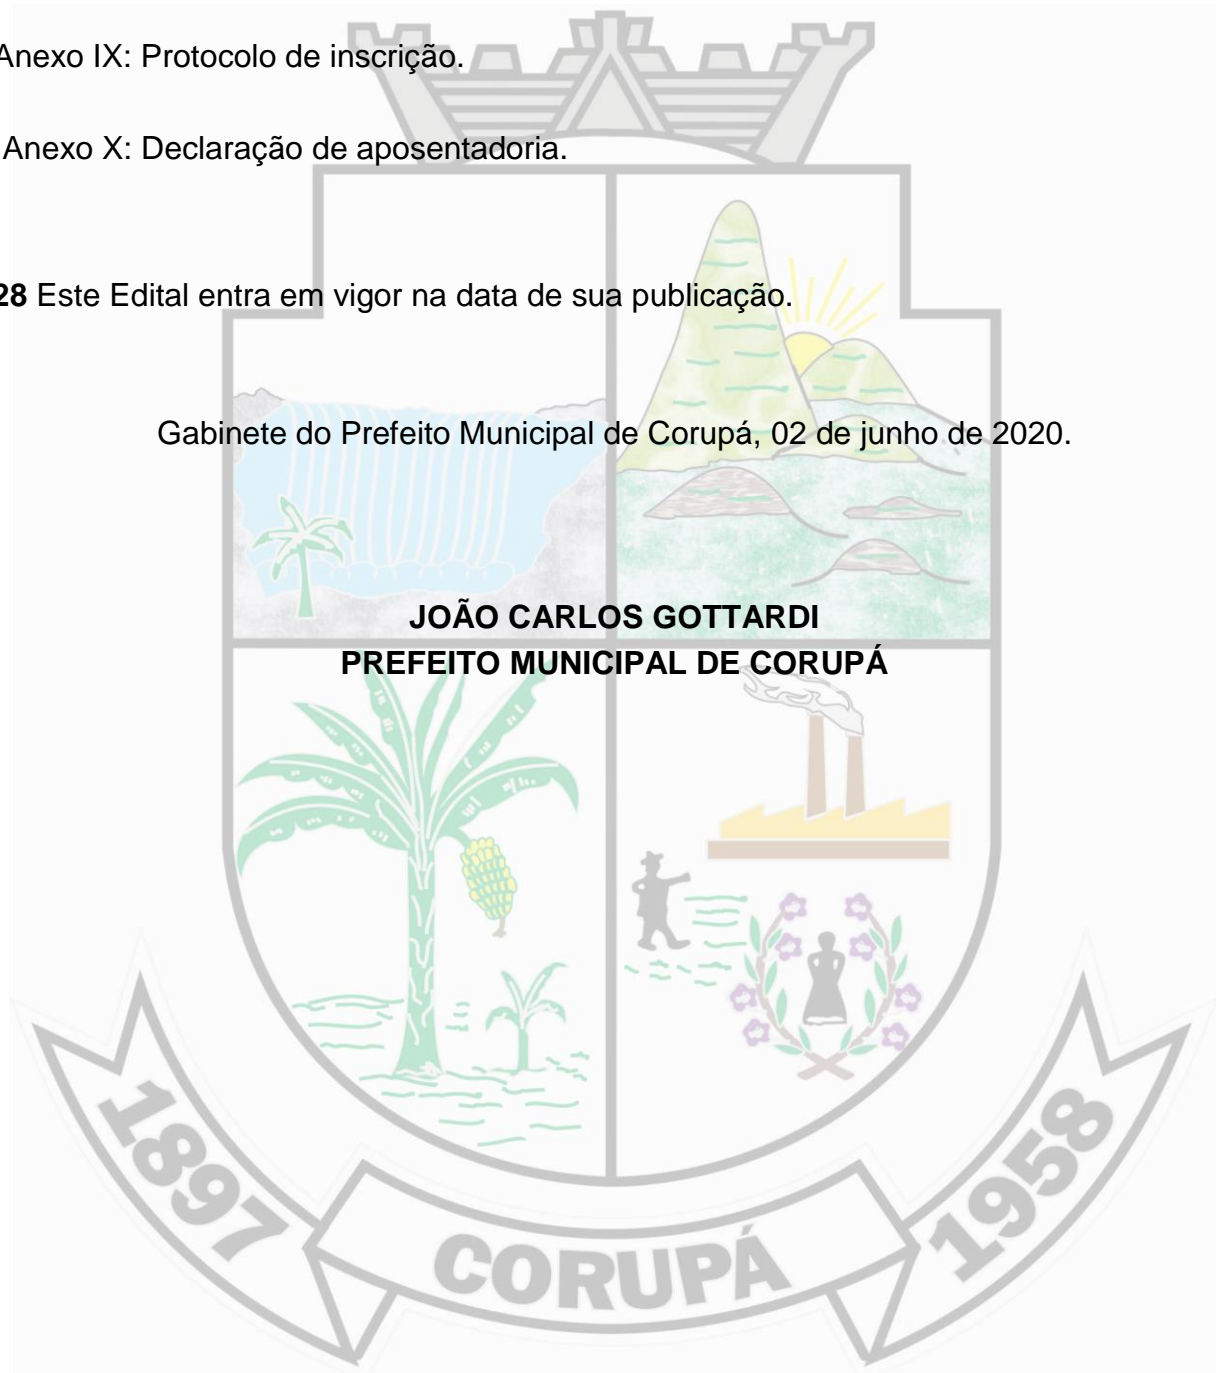 Anexo IX: Protocolo de inscrição.
Anexo X: Declaração de aposentadoria.
28 Este Edital entra em vigor na data de sua publicação.
Gabinete do Prefeito Municipal de Corupá, 02 de junho de 2020.
JOÃO CARLOS GOTTARDI
PREFEITO MUNICIPAL DE CORUPÁ
1897
CORUPÁ
1958